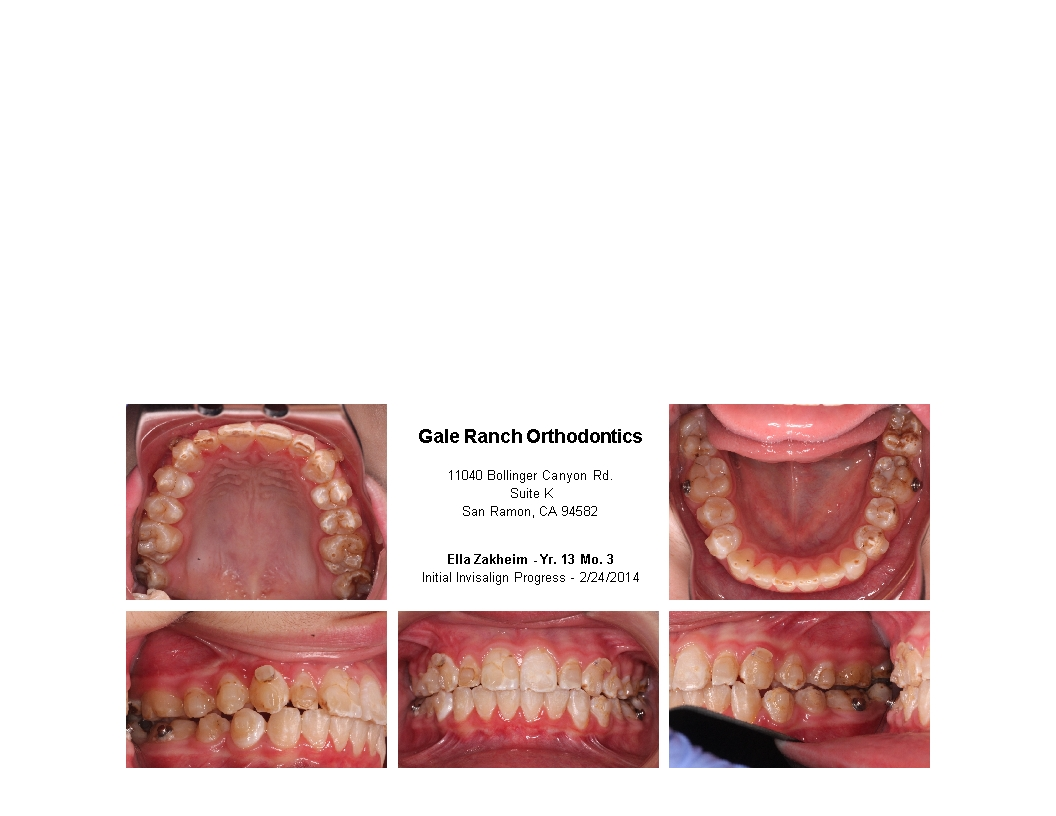 Gale Ranch Orthodontics
11040 Bollinger Canyon Rd.
Suite K
San Ramon, CA 94582
Ella Zakheim - Yr. 13 Mo. 3
Initial Invisalign Progress - 2/24/2014